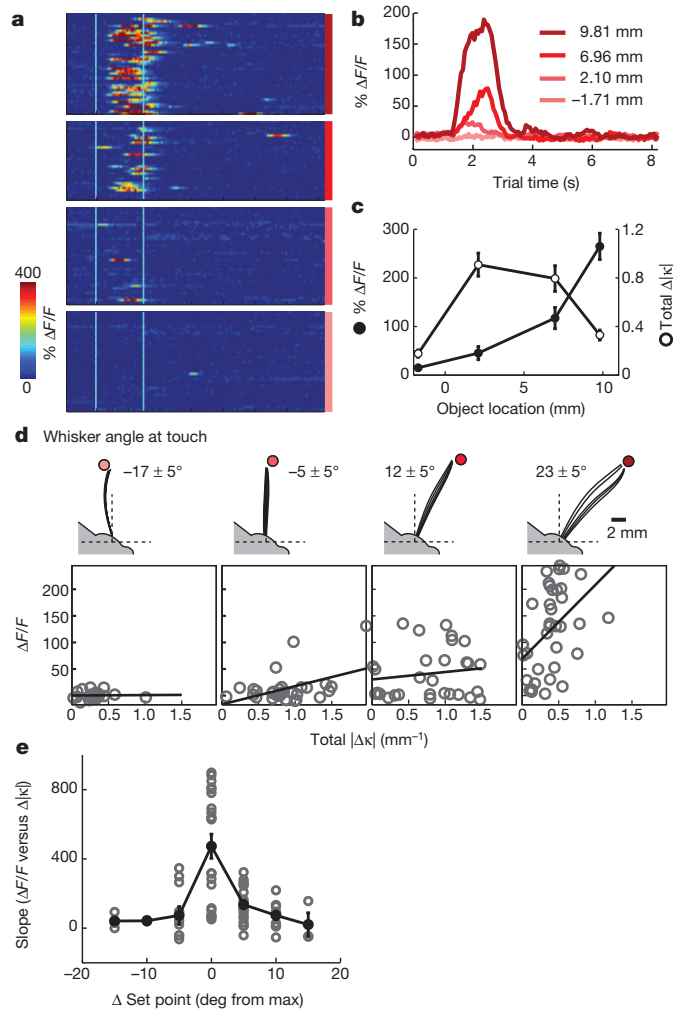 a
400
% ΔF/F
0
b
% ΔF/F
200
150
100
50
0
9.81 mm
6.96 mm
2.10 mm
−1.71 mm
0 2 4 6 8
Trial time (s)
c
% ΔF/F
300
200
100
0
1.2
0.8
0.4
0
Total Δ|κ|
0 5 10
Object location (mm)
d Whisker angle at touch
−17 ± 5°
−5 ± 5°
12 ± 5°
23 ± 5°
2 mm
ΔF/F
200
150
100
50
0 0.5 1.0 1.5
0 0.5 1.0 1.5
0 0.5 1.0 1.5
0 0.5 1.0 1.5
Total |Δκ| (mm⁻¹)
e
Slope (ΔF/F versus Δ|κ|)
800
400
0
−20 −10 0 10 20
Δ Set point (deg from max)